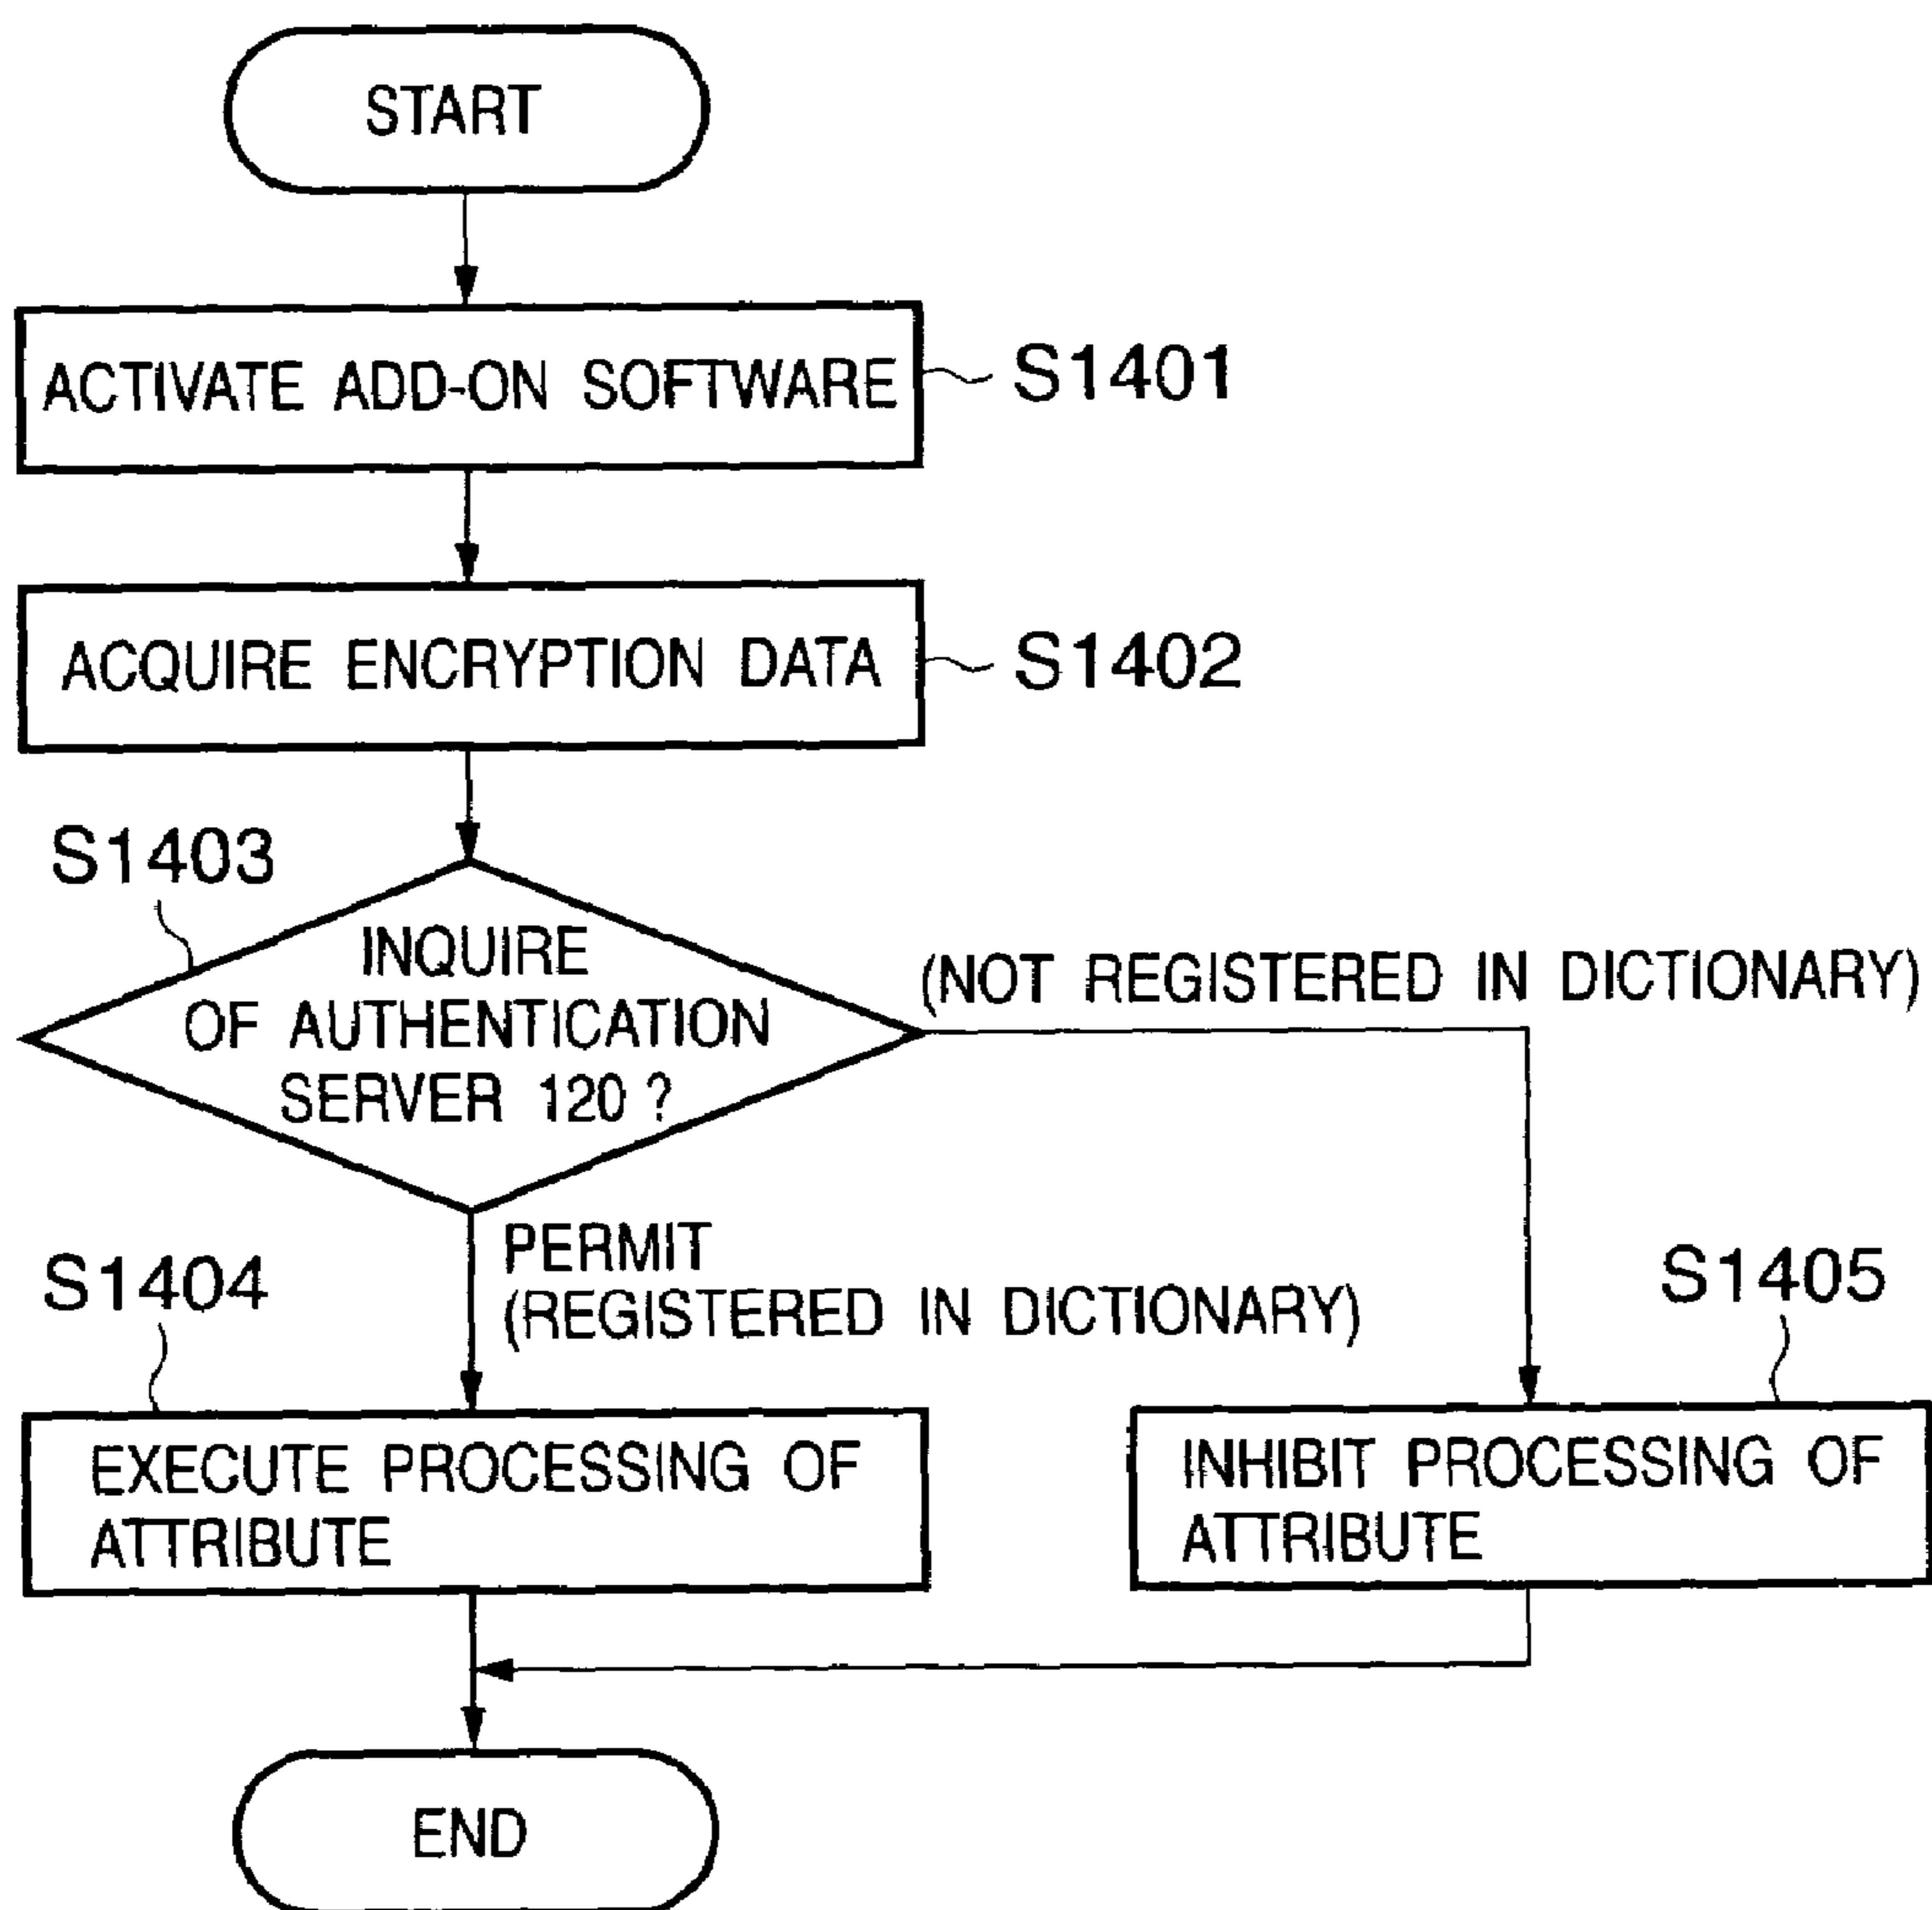 START
ACTIVATE ADD-ON SOFTWARE
S1401
ACQUIRE ENCRYPTION DATA
S1402
S1403
INQUIRE
OF AUTHENTICATION
SERVER 120 ?
(NOT REGISTERED IN DICTIONARY)
PERMIT
(REGISTERED IN DICTIONARY)
S1404
EXECUTE PROCESSING OF
ATTRIBUTE
S1405
INHIBIT PROCESSING OF
ATTRIBUTE
END